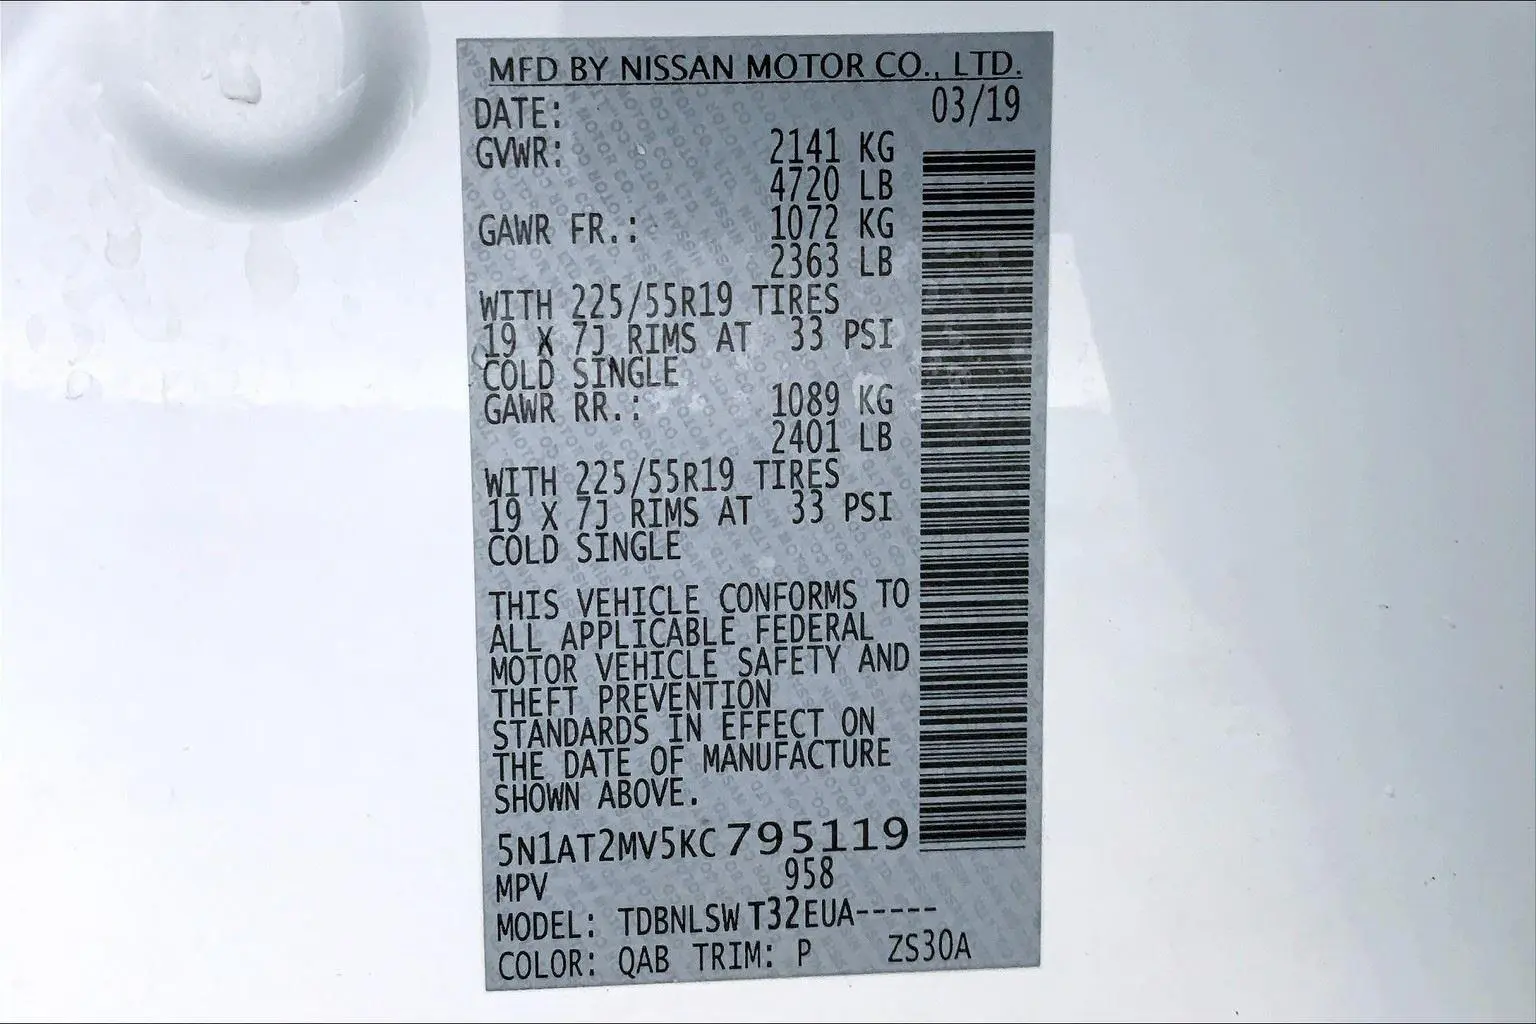 MFD BY NISSAN MOTOR CO., LTD.
DATE: 03/19
GVWR: 2141 KG
4720 LB
GAWR FR.: 1072 KG
2363 LB
WITH 225/55R19 TIRES
19 X 7J RIMS AT 33 PSI
COLD SINGLE
GAWR RR.: 1089 KG
2401 LB
WITH 225/55R19 TIRES
19 X 7J RIMS AT 33 PSI
COLD SINGLE
THIS VEHICLE CONFORMS TO
ALL APPLICABLE FEDERAL
MOTOR VEHICLE SAFETY AND
THEFT PREVENTION
STANDARDS IN EFFECT ON
THE DATE OF MANUFACTURE
SHOWN ABOVE.
5N1AT2MV5KC795119
MPV 958
MODEL: TDBNLSW T32EUA-----
COLOR: QAB TRIM: P ZS30A